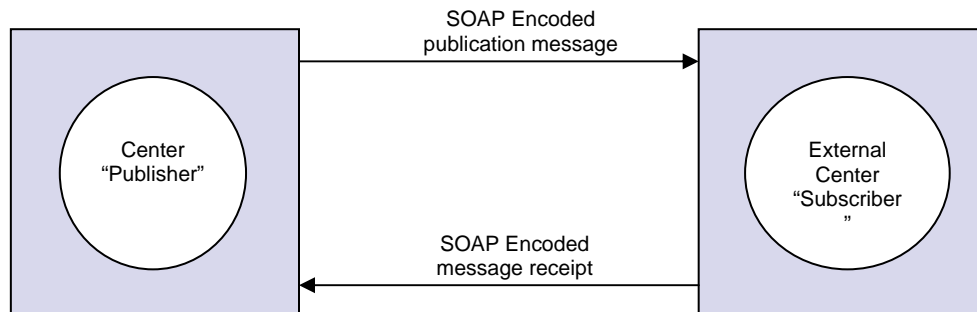 SOAP Encoded
publication message
Center
“Publisher”
External
Center
“Subscriber
”
SOAP Encoded
message receipt